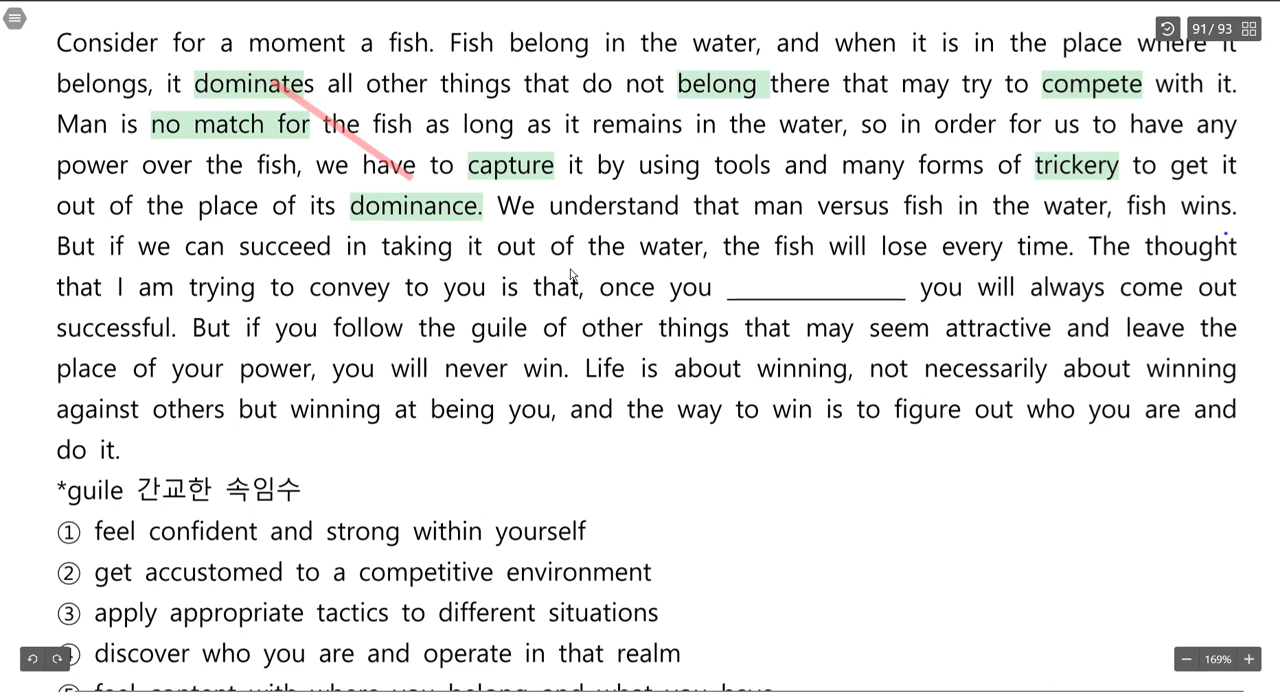 91/ 93
Consider for a moment a fish. Fish belong in the water, and when it is in the place where it
belongs, it dominates all other things that do not belong there that may try to compete with it.
Man is no match for the fish as long as it remains in the water, so in order for us to have any
power over the fish, we have to capture it by using tools and many forms of trickery to get it
out of the place of its dominance. We understand that man versus fish in the water, fish wins.
But if we can succeed in taking it out of the water, the fish will lose every time. The thought
that I am trying to convey to you is that, once you ______________ you will always come out
successful. But if you follow the guile of other things that may seem attractive and leave the
place of your power, you will never win. Life is about winning, not necessarily about winning
against others but winning at being you, and the way to win is to figure out who you are and
do it.
*guile 간교한 속임수
① feel confident and strong within yourself
② get accustomed to a competitive environment
③ apply appropriate tactics to different situations
discover who you are and operate in that realm
feel content with where you belong and what you have
169%